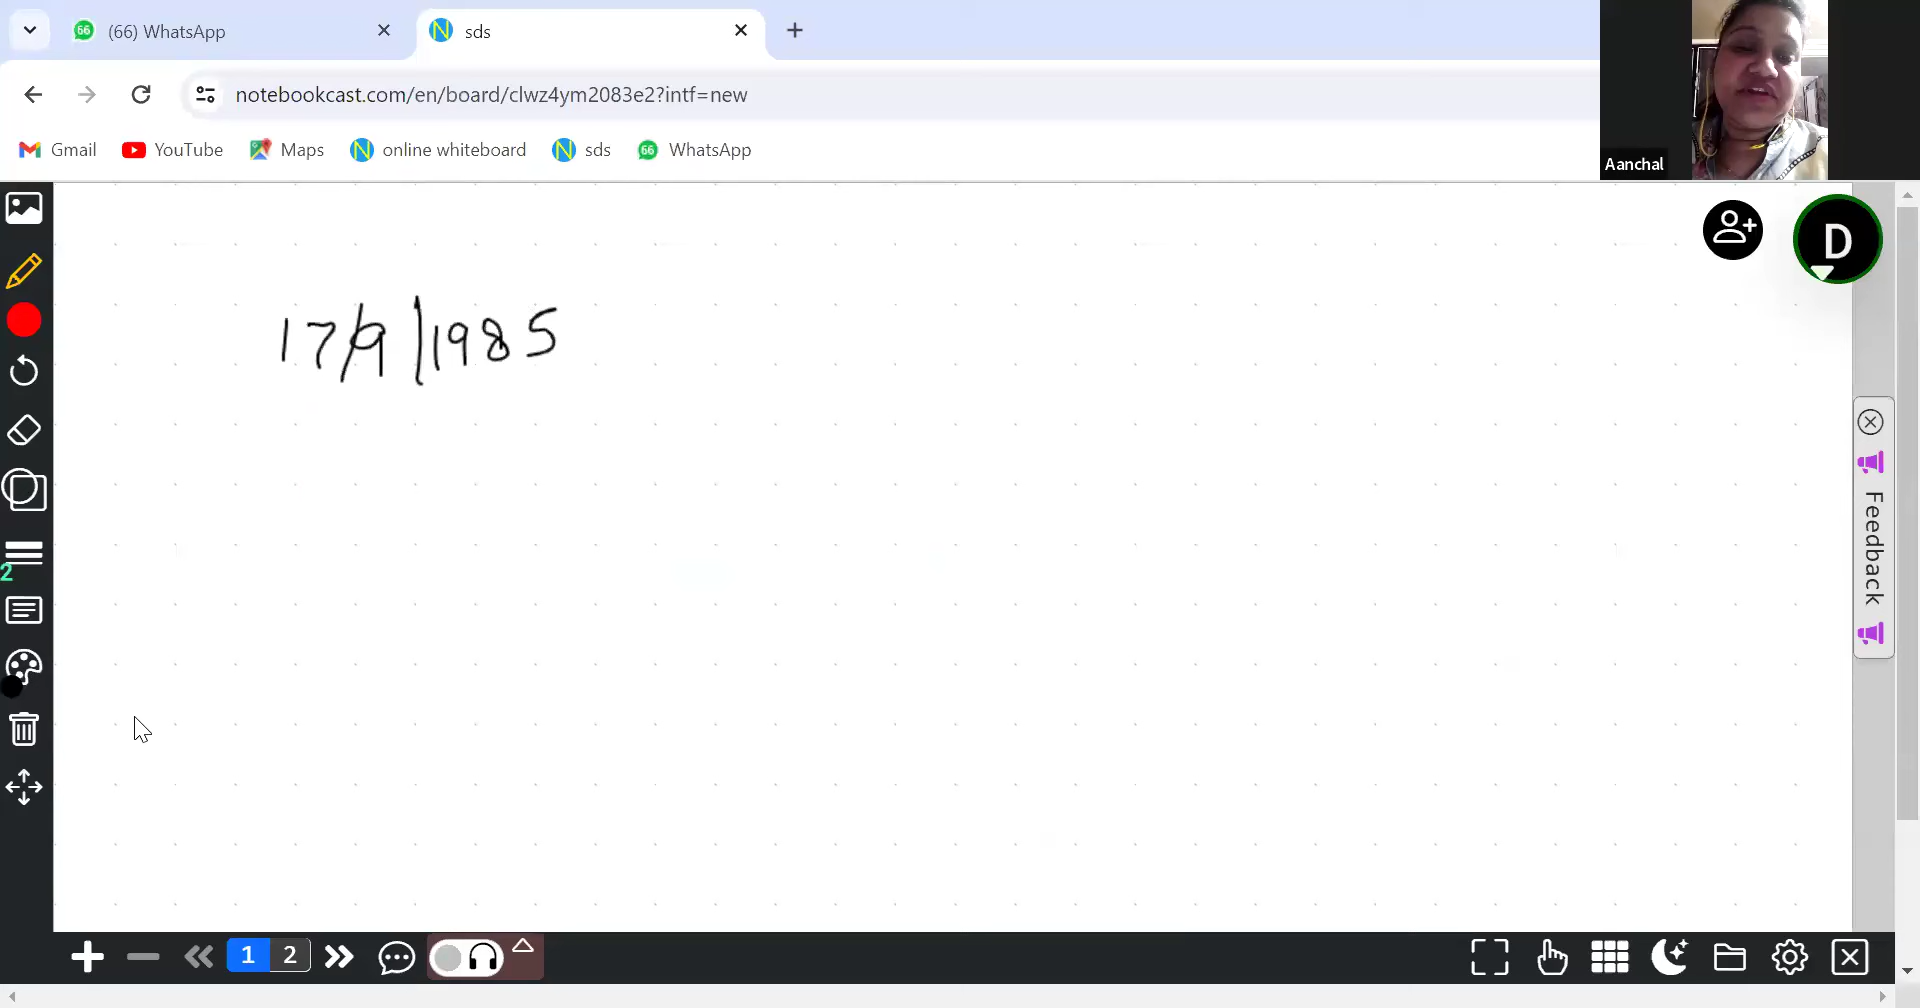 (66) WhatsApp
sds
notebookcast.com/en/board/clwz4ym2083e2?intf=new
Gmail YouTube Maps online whiteboard sds WhatsApp
Aanchal
D
17/9/1985
Feedback
2
1 2